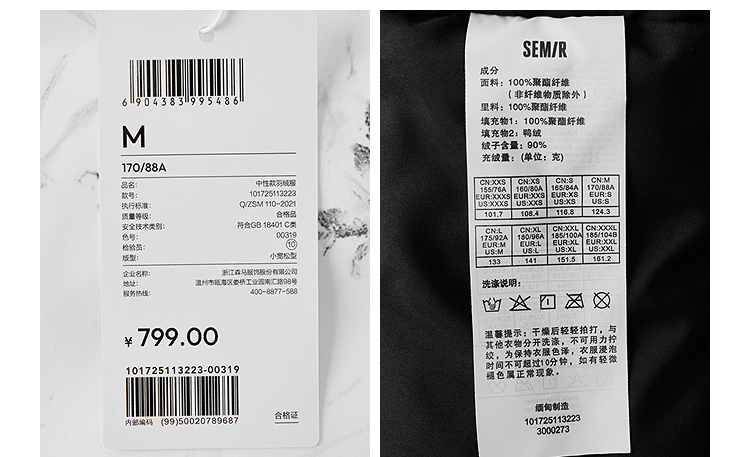 6 904383 995486
M
170/88A
品名： 中性款羽绒服
款号： 101725113223
执行标准： Q/ZSM 110-2021
质量等级： 合格品
安全技术类别： 符合GB 18401 C类
色号： 00319
检验员： 10
版型： 小宽松型
企业名称： 浙江森马服饰股份有限公司
地址： 温州市瓯海区娄桥工业园南汇路98号
服务热线： 400-8877-588
¥ 799.00
101725113223-00319
内部编码 (99)50020789687 合格证
SEM/R
成分
面料：100%聚酯纤维
（非纤维物质除外）
里料：100%聚酯纤维
填充物1：100%聚酯纤维
填充物2：鸭绒
绒子含量：90%
充绒量：(单位：克)
CN:XXS CN:XS CN:S CN:M
155/76A 160/80A 165/84A 170/88A
EUR:XXXS EUR:XXS EUR:XS EUR:S
US:XXXS US:XXS US:XS US:S
101.7 108.4 116.8 124.3
CN:L CN:XL CN:XXL CN:XXXL
175/92A 180/96A 185/100A 185/104B
EUR:M EUR:L EUR:XL EUR:XXL
US:M US:L US:XL US:XXL
133 141 151.5 161.2
洗涤说明：
温馨提示：干燥后轻轻拍打，与
其他衣物分开洗涤，不可用力拧
绞，为保持衣服色泽，衣服浸泡
时间不可超过10分钟，如有轻微
褪色属正常现象。
缅甸制造
101725113223
3000273